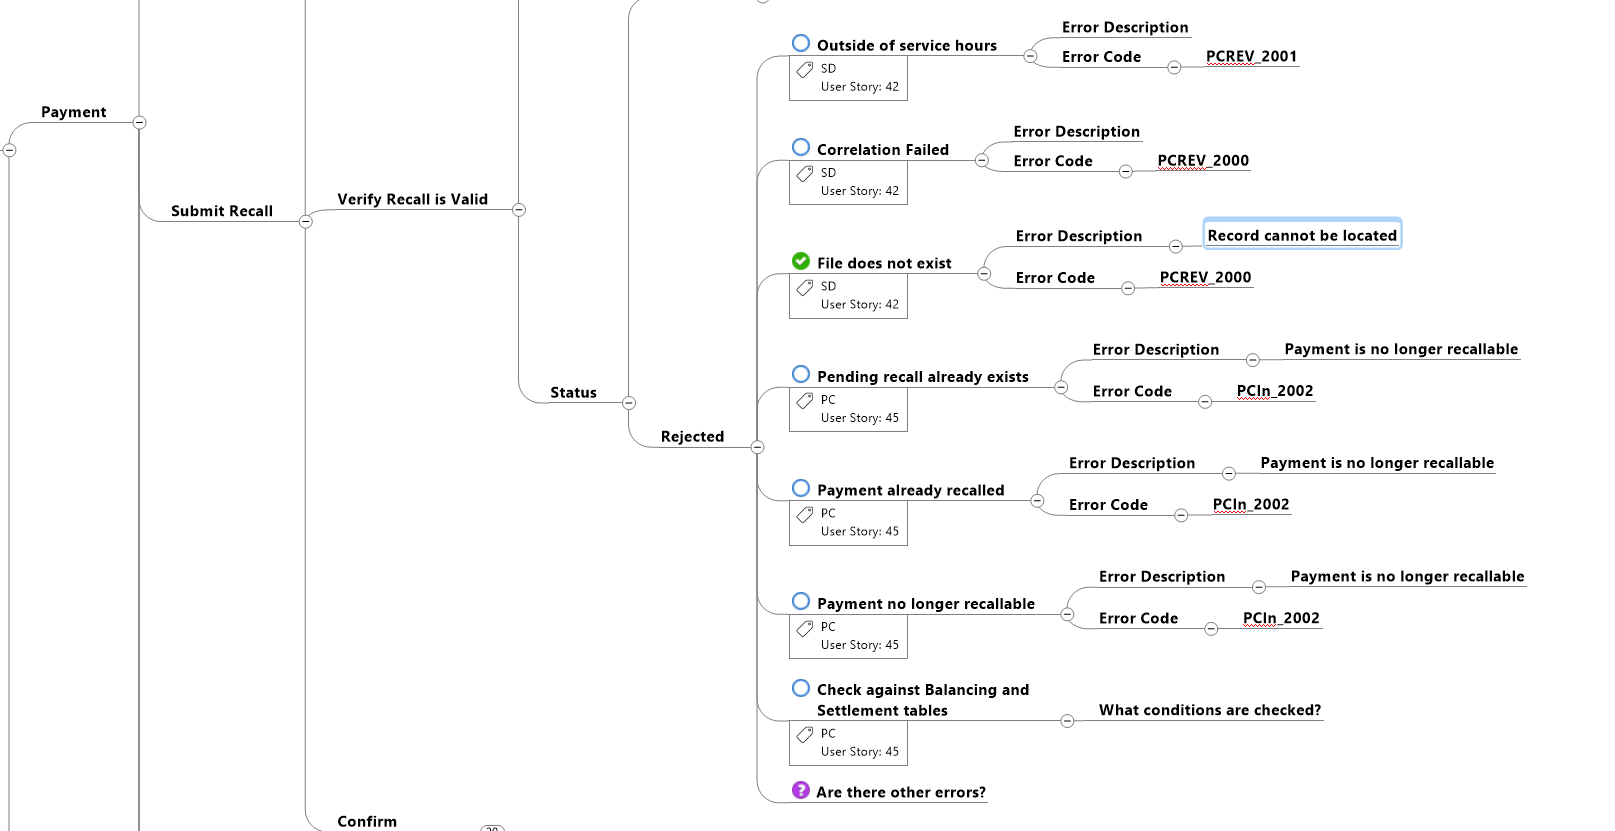 Payment
Submit Recall
Verify Recall is Valid
Status
Rejected
Outside of service hours
SD
User Story: 42
Error Description
Error Code
PCREV_2001
Correlation Failed
SD
User Story: 42
Error Description
Error Code
PCREV_2000
File does not exist
SD
User Story: 42
Error Description
Record cannot be located
Error Code
PCREV_2000
Pending recall already exists
PC
User Story: 45
Error Description
Payment is no longer recallable
Error Code
PCIn_2002
Payment already recalled
PC
User Story: 45
Error Description
Payment is no longer recallable
Error Code
PCIn_2002
Payment no longer recallable
PC
User Story: 45
Error Description
Payment is no longer recallable
Error Code
PCIn_2002
Check against Balancing and
Settlement tables
PC
User Story: 45
What conditions are checked?
? Are there other errors?
Confirm